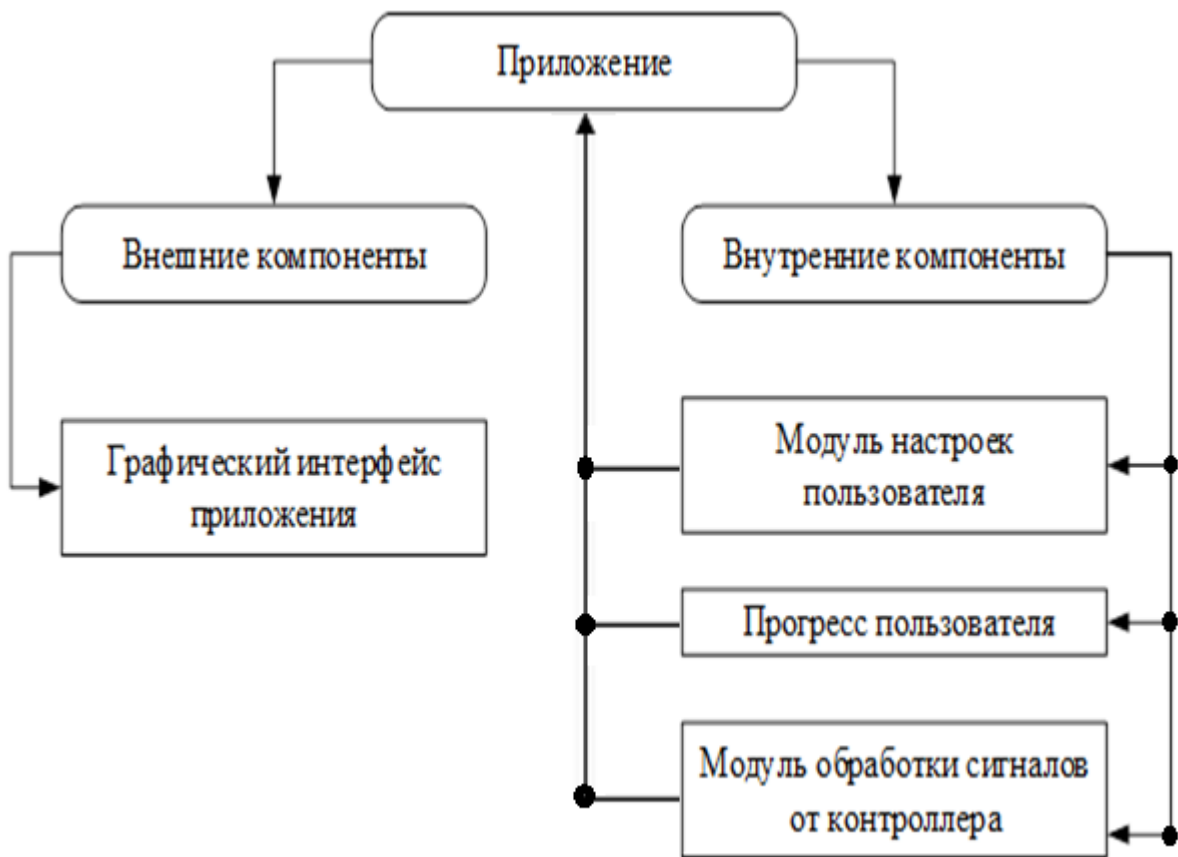 Приложение
Внешние компоненты
Внутренние компоненты
Графический интерфейс
приложения
Модуль настроек
пользователя
Прогресс пользователя
Модуль обработки сигналов
от контроллера